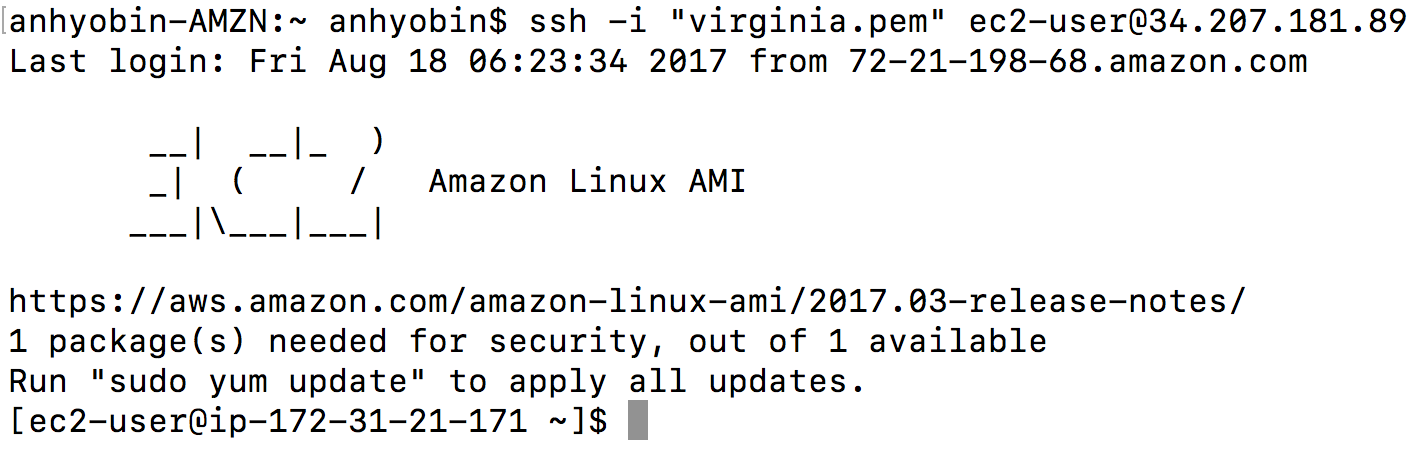 [anhyobin-AMZN:~ anhyobin$ ssh -i "virginia.pem" ec2-user@34.207.181.89
Last login: Fri Aug 18 06:23:34 2017 from 72-21-198-68.amazon.com

       __|  __|_  )
       _|  (     /   Amazon Linux AMI
      ___|\___|___|

https://aws.amazon.com/amazon-linux-ami/2017.03-release-notes/
1 package(s) needed for security, out of 1 available
Run "sudo yum update" to apply all updates.
[ec2-user@ip-172-31-21-171 ~]$